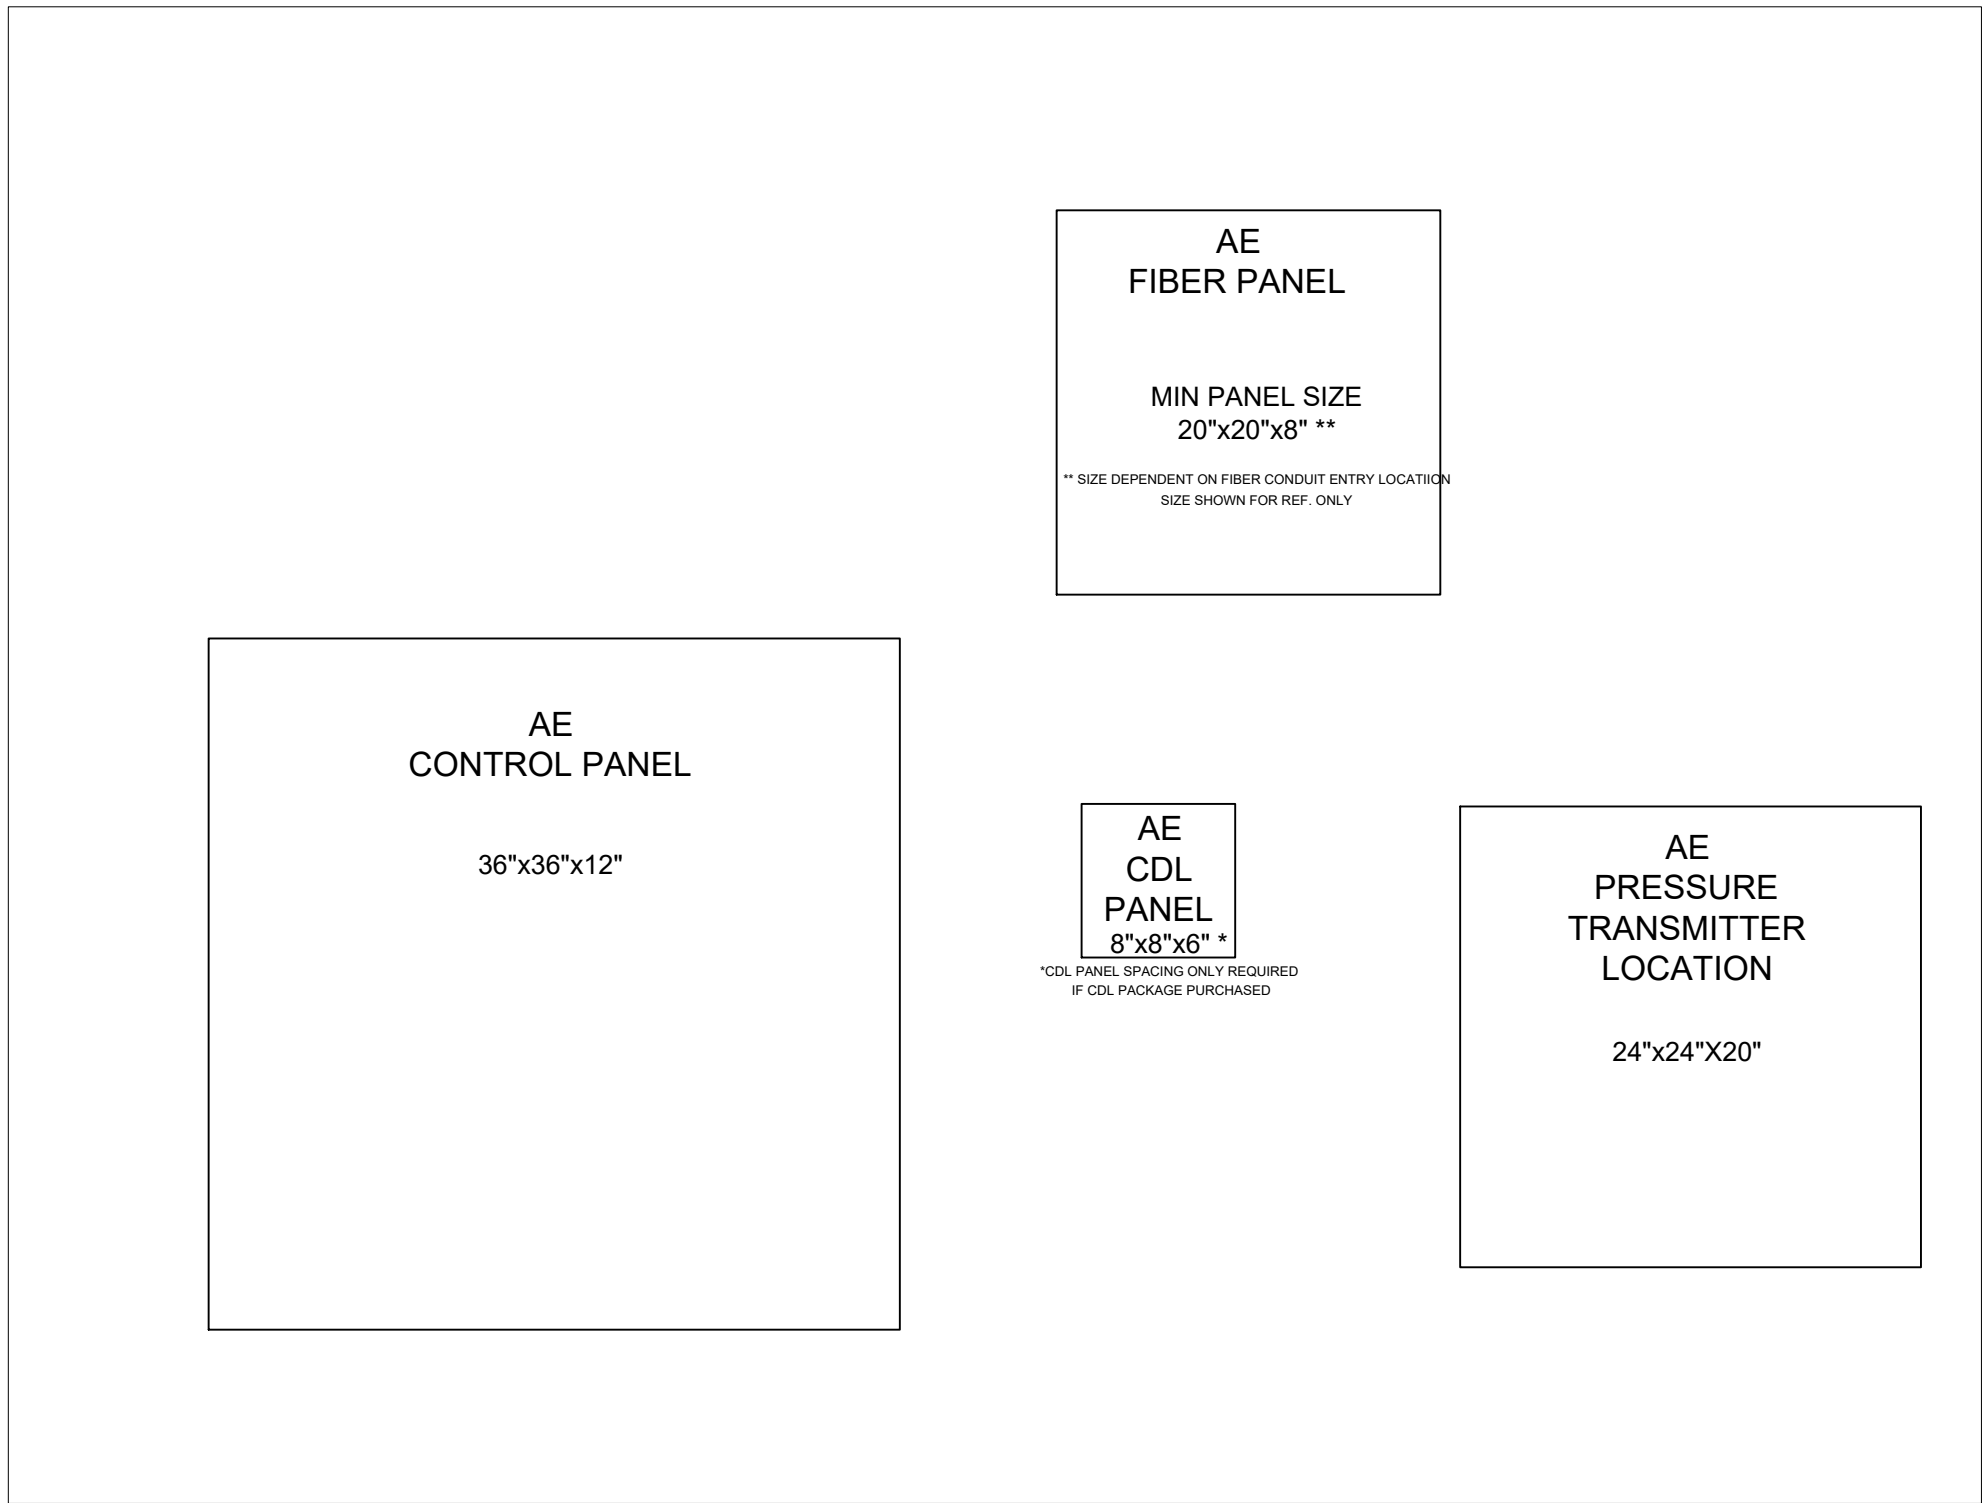 AE
FIBER PANEL
MIN PANEL SIZE
20"x20"x8" **
** SIZE DEPENDENT ON FIBER CONDUIT ENTRY LOCATIION
SIZE SHOWN FOR REF. ONLY
AE
CONTROL PANEL
36"x36"x12"
AE
CDL
PANEL
8"x8"x6" *
*CDL PANEL SPACING ONLY REQUIRED
IF CDL PACKAGE PURCHASED
AE
PRESSURE
TRANSMITTER
LOCATION
24"x24"X20"